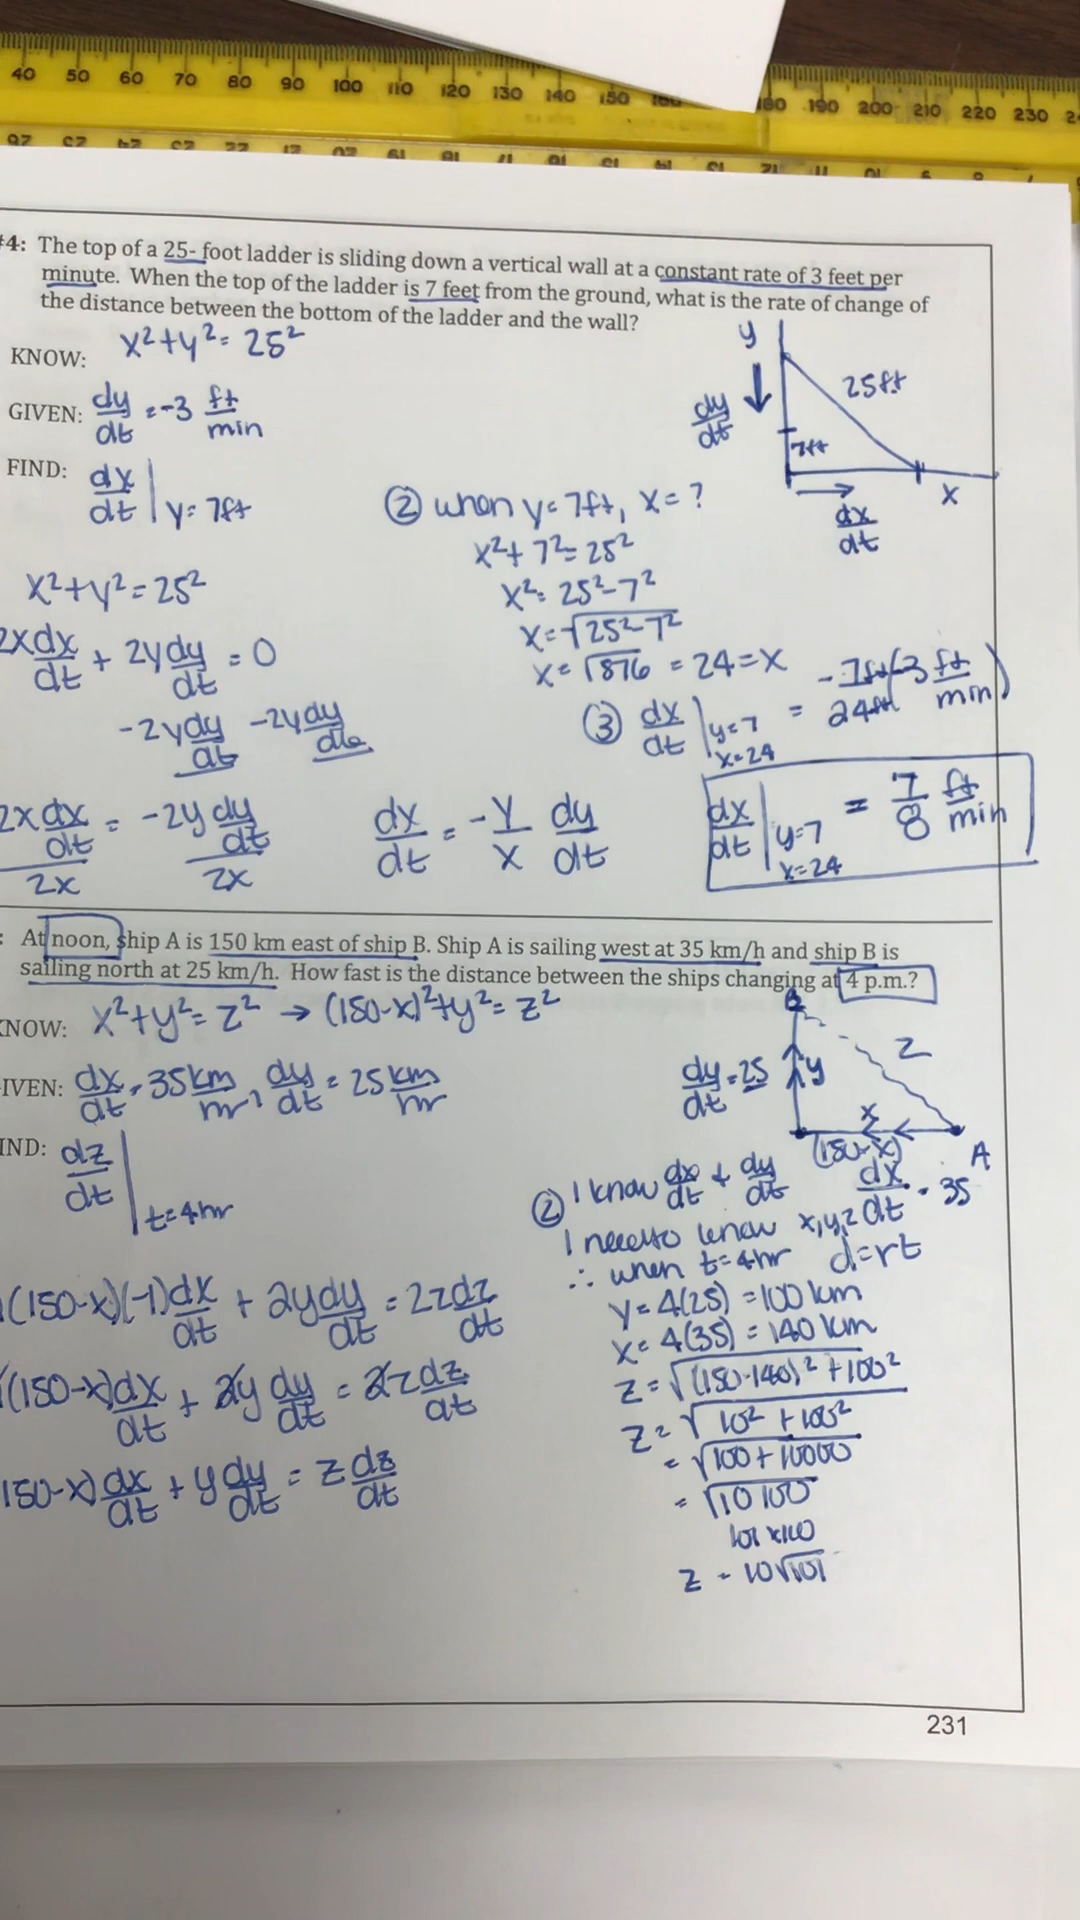 40 50 60 70 80 90 100 110 120 130 140 150 160 180 190 200 210 220 230
#4: The top of a 25- foot ladder is sliding down a vertical wall at a constant rate of 3 feet per
minute. When the top of the ladder is 7 feet from the ground, what is the rate of change of
the distance between the bottom of the ladder and the wall?
KNOW: x²+y²= 25²
y
25ft
dy/dt
7ft
x
dx/dt
GIVEN: dy/dt = -3 ft/min
FIND: dx/dt | y= 7ft
x²+y²=25²
2x dx/dt + 2y dy/dt = 0
-2y dy/dt -2y dy/dt
2x dx/dt = -2y dy/dt
2x 2x
dx/dt = -y/x dy/dt
② when y= 7ft, x= ?
x²+ 7²= 25²
x²= 25²-7²
x=√25²-7²
x= √576 = 24=x
③ dx/dt | y=7 x=24 = - 7ft/24ft (-3 ft/min)
dx/dt | y=7 x=24 = 7/8 ft/min
: At noon, ship A is 150 km east of ship B. Ship A is sailing west at 35 km/h and ship B is
sailing north at 25 km/h. How fast is the distance between the ships changing at 4 p.m.?
KNOW: x²+y²= z² → (150-x)²+y²= z²
GIVEN: dx/dt = 35 km/hr, dy/dt = 25 km/hr
FIND: dz/dt | t=4hr
B
dy/dt = 25
y
z
x
(150-x)
A
dx/dt = 35
(150-x)(-1)dx/dt + 2y dy/dt = 2z dz/dt
(150-x)dx/dt + 2y dy/dt = 2z dz/dt
150-x) dx/dt + y dy/dt = z dz/dt
② I know dx/dt + dy/dt
I need to know x,y,z
∴ when t=4hr d=rt
y= 4(25) =100km
x= 4(35) = 140 km
z = √(150-140)² + 100²
z = √10² + 100²
= √100+10000
= √10100
101 x100
z = 10√101
231